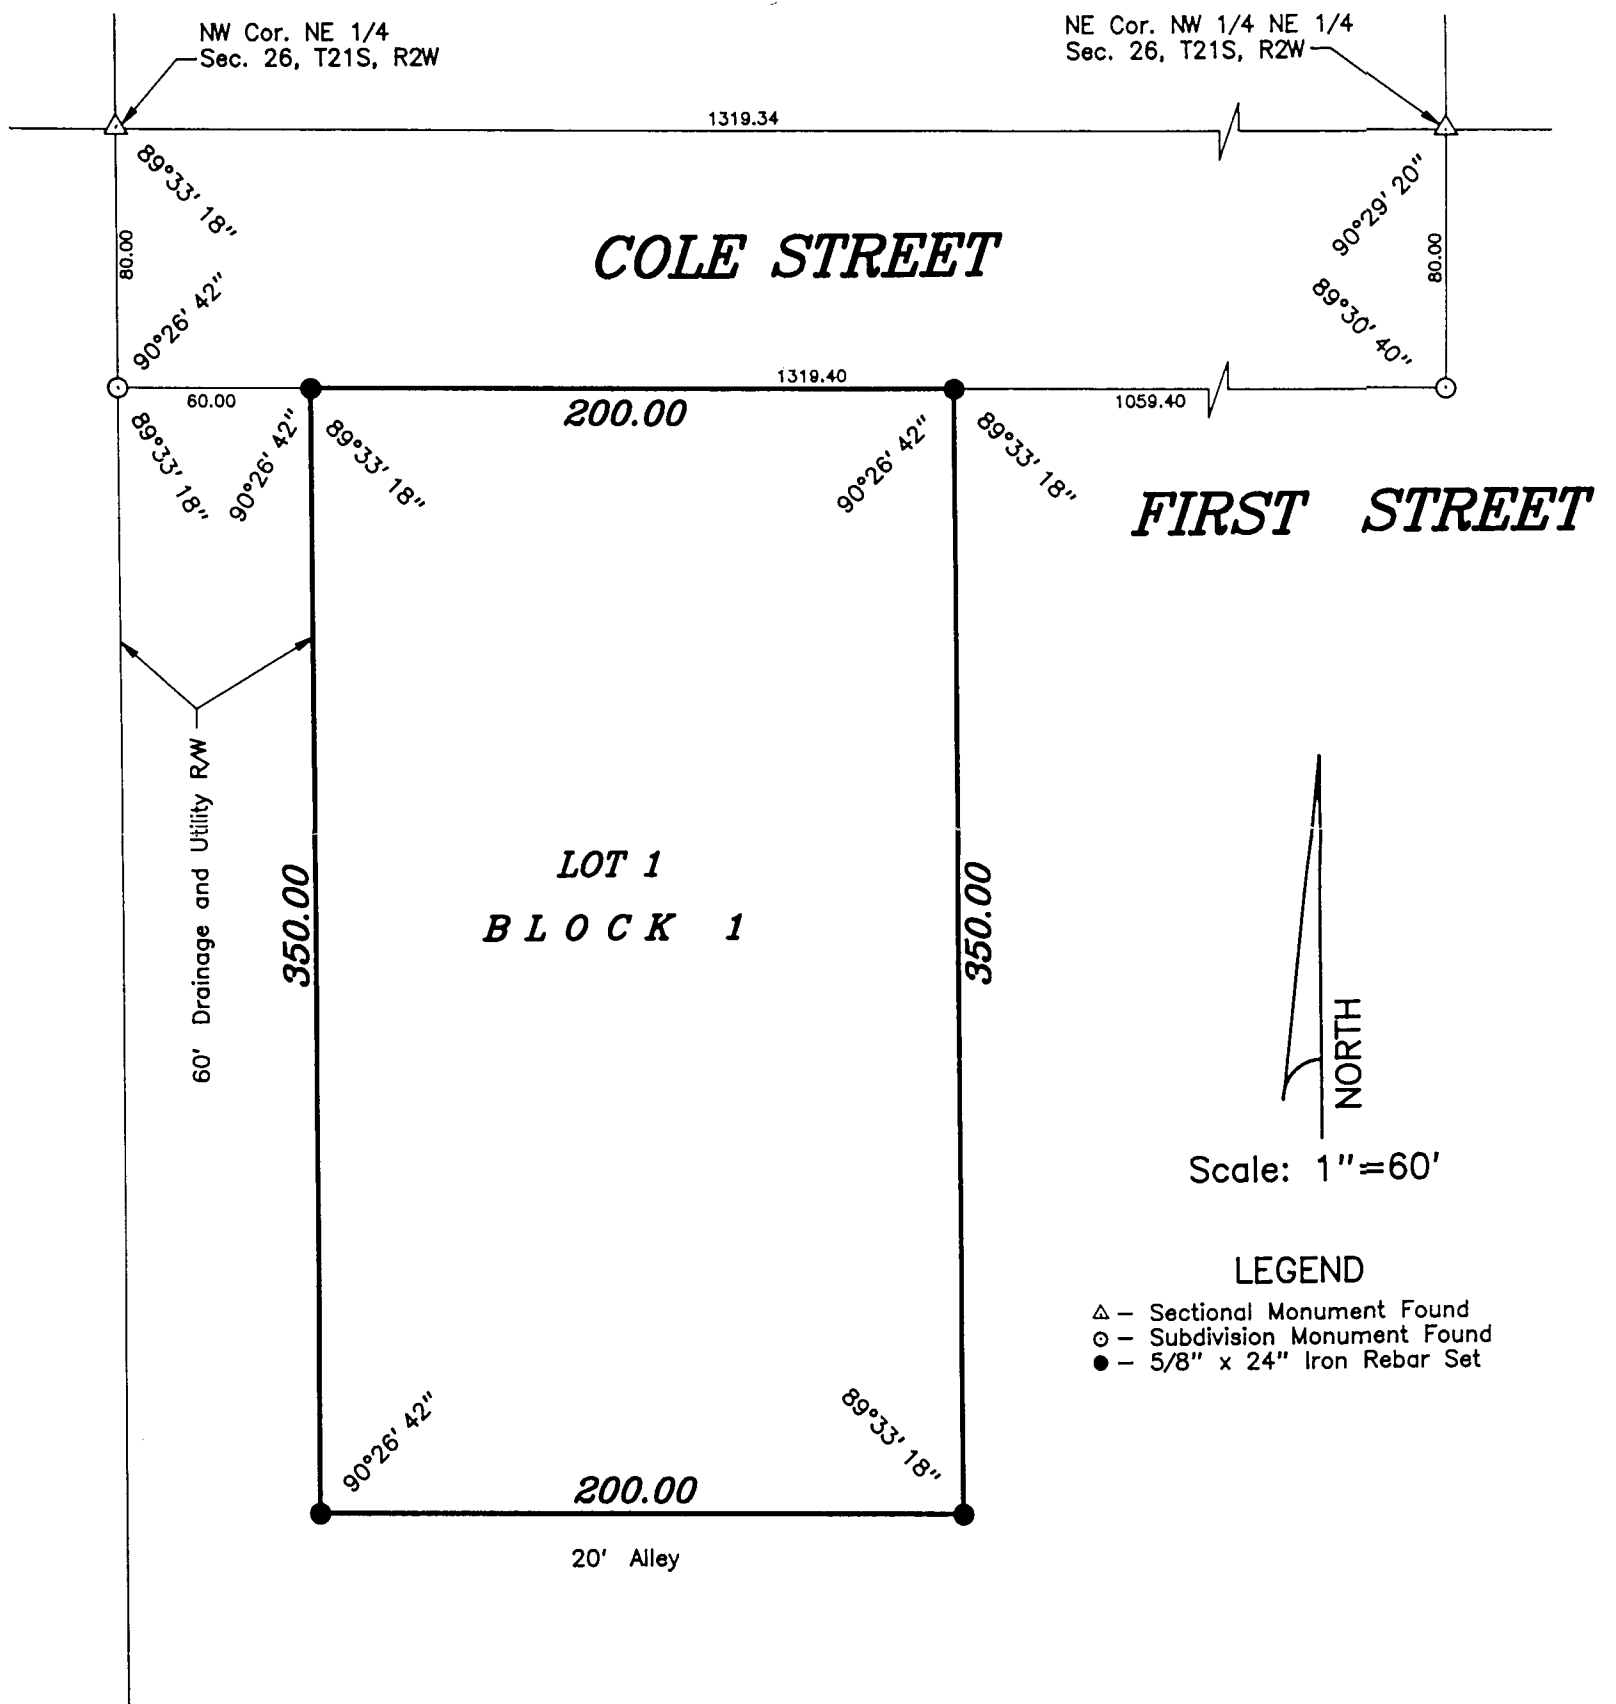 NW Cor. NE 1/4
Sec. 26, T21S, R2W
NE Cor. NW 1/4 NE 1/4
Sec. 26, T21S, R2W
1319.34
89°33' 18"
90°29' 20"
80.00
COLE STREET
80.00
90°26' 42"
89°30' 40"
60.00
1319.40
200.00
1059.40
89°33' 18"
90°26' 42"
89°33' 18"
90°26' 42"
89°33' 18"
FIRST STREET
60' Drainage and Utility R/W
350.00
LOT 1
BLOCK 1
350.00
NORTH
Scale: 1"=60'
LEGEND
△ – Sectional Monument Found
⊙ – Subdivision Monument Found
● – 5/8" x 24" Iron Rebar Set
90°26' 42"
89°33' 18"
200.00
20' Alley